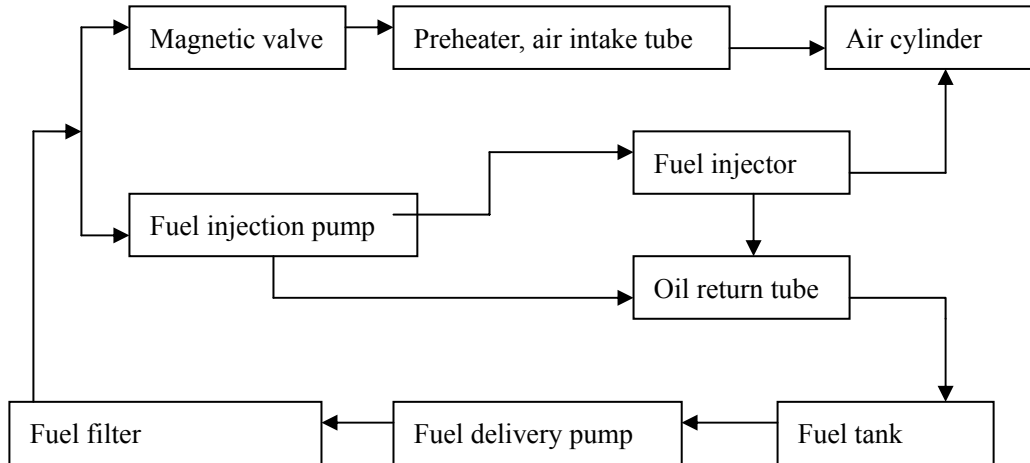 Magnetic valve
Preheater, air intake tube
Air cylinder
Fuel injector
Fuel injection pump
Oil return tube
Fuel filter
Fuel delivery pump
Fuel tank